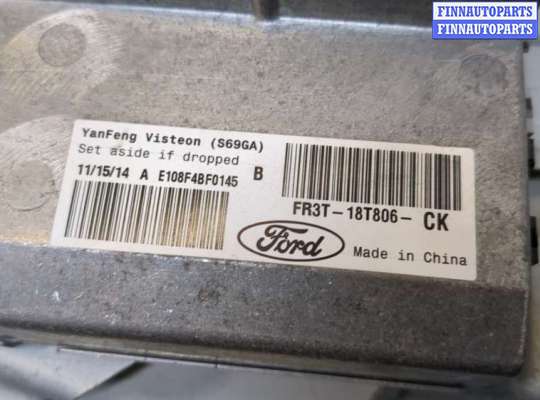 FINNAUTOPARTS
FINNAUTOPARTS
FINNAUTOPARTS
YanFeng Visteon (S69GA)
Set aside if dropped
11/15/14 A E108F4BF0145 B
FR3T-18T806- CK
Ford
Made in China